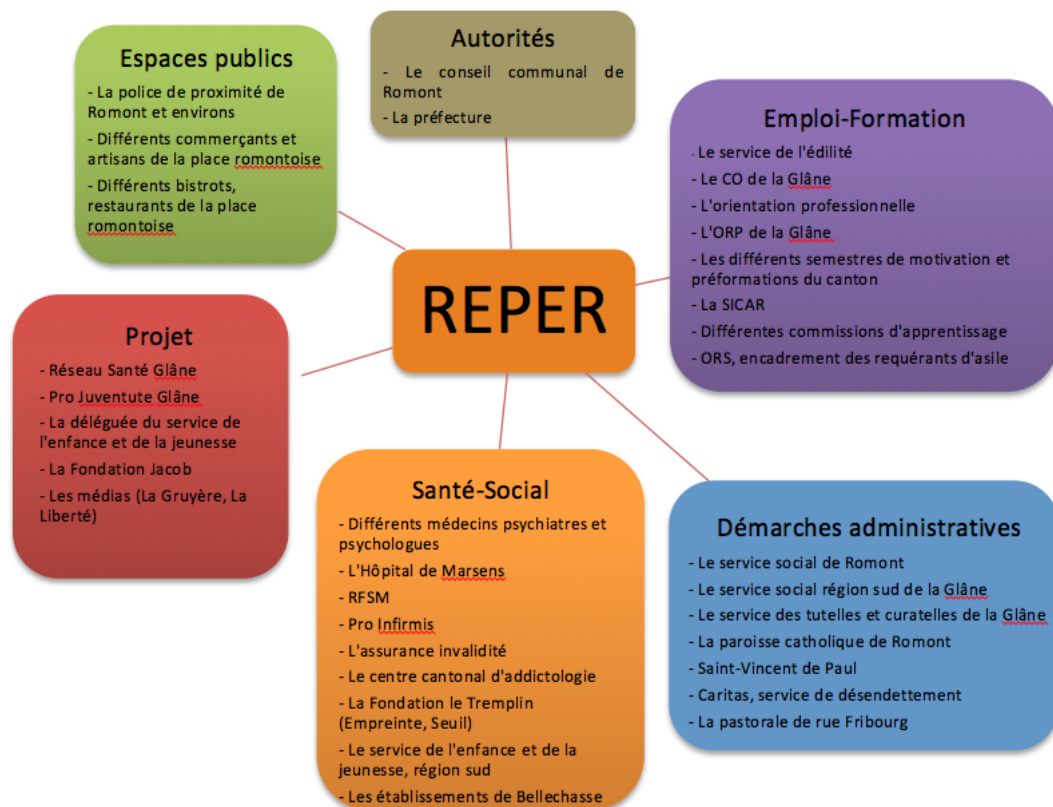 Espaces publics
- La police de proximité de
Romont et environs
- Différents commerçants et
artisans de la place romontoise
- Différents bistrots,
restaurants de la place
romontoise
Autorités
- Le conseil communal de
Romont
- La préfecture
Emploi-Formation
- Le service de l'édilité
- Le CO de la Glâne
- L'orientation professionnelle
- L'ORP de la Glâne
- Les différents semestres de motivation et
préformations du canton
- La SICAR
- Différentes commissions d'apprentissage
- ORS, encadrement des requérants d'asile
REPER
Projet
- Réseau Santé Glâne
- Pro Juventute Glâne
- La déléguée du service de
l'enfance et de la jeunesse
- La Fondation Jacob
- Les médias (La Gruyère, La
Liberté)
Santé-Social
- Différents médecins psychiatres et
psychologues
- L'Hôpital de Marsens
- RFSM
- Pro Infirmis
- L'assurance invalidité
- Le centre cantonal d'addictologie
- La Fondation le Tremplin
(Empreinte, Seuil)
- Le service de l'enfance et de la
jeunesse, région sud
- Les établissements de Bellechasse
Démarches administratives
- Le service social de Romont
- Le service social région sud de la Glâne
- Le service des tutelles et curatelles de la Glâne
- La paroisse catholique de Romont
- Saint-Vincent de Paul
- Caritas, service de désendettement
- La pastorale de rue Fribourg